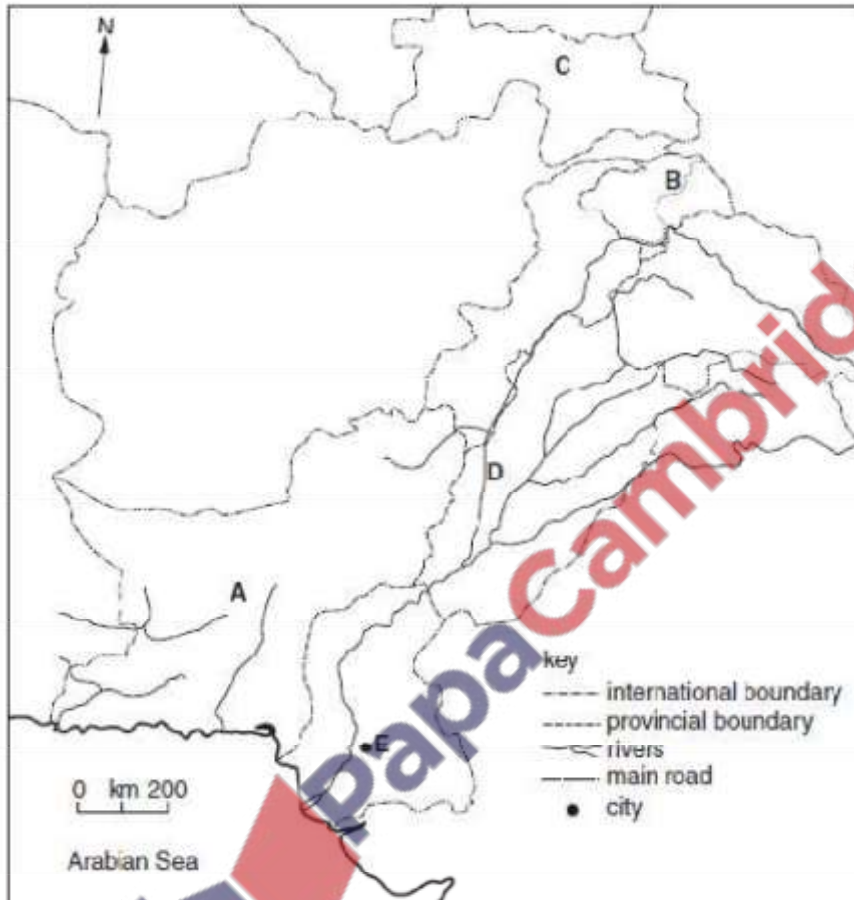 N
C
B
D
A
E
key
international boundary
provincial boundary
rivers
main road
city
0 km 200
Arabian Sea
PapaCambrid